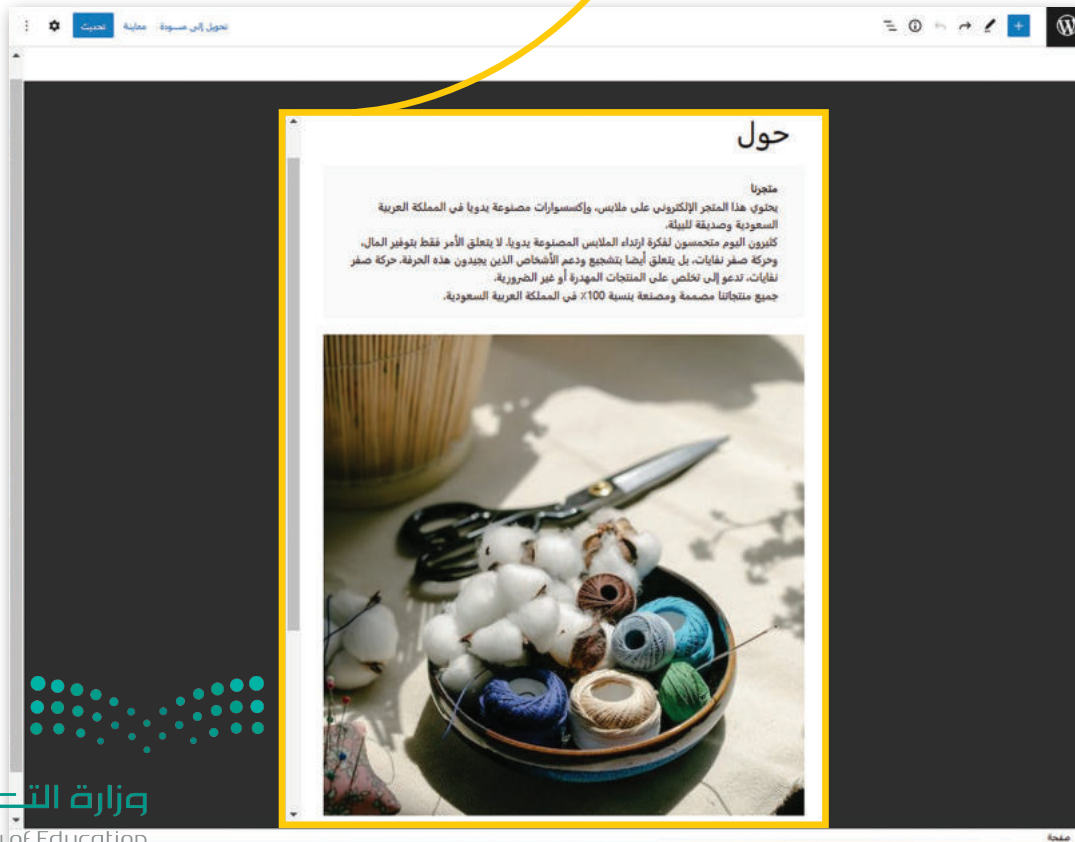 تحويل إلى مسودة
معاينة
تحديث
حول
متجرنا
يحتوي هذا المتجر الإلكتروني على ملابس، وإكسسوارات مصنوعة يدويا في المملكة العربية
السعودية وصديقة للبيئة.
كثيرون اليوم متحمسون لفكرة ارتداء الملابس المصنوعة يدويا. لا يتعلق الأمر فقط بتوفير المال،
وحركة صفر نفايات، بل يتعلق أيضا بتشجيع ودعم الأشخاص الذين يجيدون هذه الحرفة. حركة صفر
نفايات، تدعو إلى تخلص على المنتجات المهدرة أو غير الضرورية.
جميع منتجاتنا مصممة ومصنعة بنسبة 100٪ في المملكة العربية السعودية.
وزارة التـ
of Education
صفحة